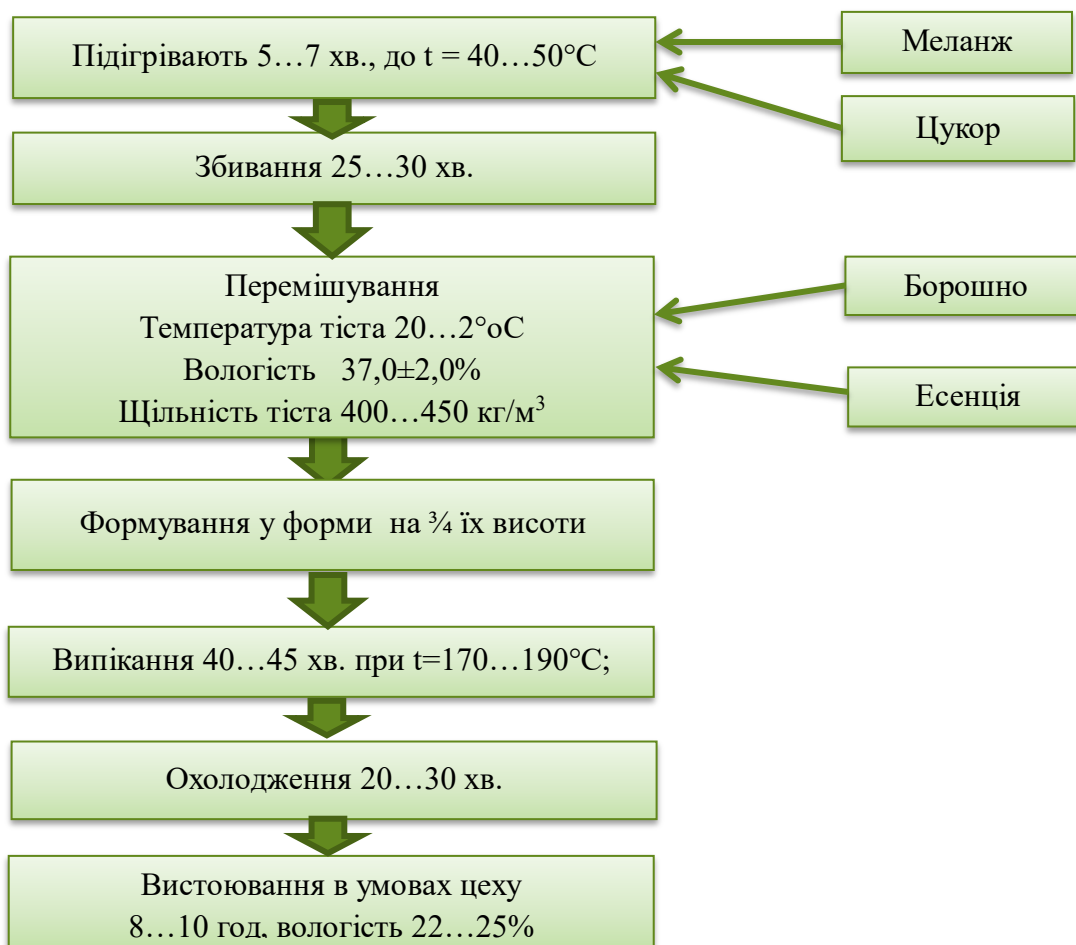 Підігрівають 5…7 хв., до t = 40…50°С
Меланж
Цукор
Збивання 25…30 хв.
Перемішування
Температура тіста 20…2°оС
Вологість 37,0±2,0%
Щільність тіста 400…450 кг/м³
Борошно
Есенція
Формування у форми на ¾ їх висоти
Випікання 40…45 хв. при t=170…190°С;
Охолодження 20…30 хв.
Вистоювання в умовах цеху
8…10 год, вологість 22…25%